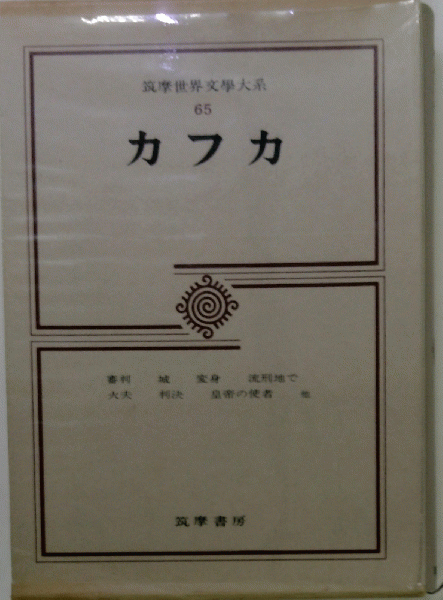 筑摩世界文學大系
65
カフカ
審判　城　変身　流刑地で
火夫　判決　皇帝の使者　他
筑摩書房